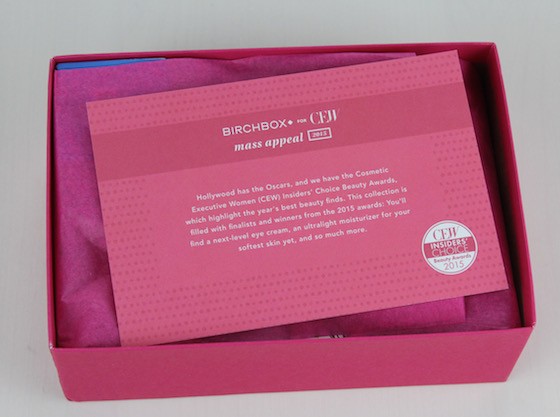 BIRCHBOX+ FOR CEW
mass appeal 2015
Hollywood has the Oscars, and we have the Cosmetic
Executive Women (CEW) Insiders' Choice Beauty Awards,
which highlight the year's best beauty finds. This collection is
filled with finalists and winners from the 2015 awards: You'll
find a next-level eye cream, an ultralight moisturizer for your
softest skin yet, and so much more.
CEW
INSIDERS'
CHOICE
Beauty Awards
2015